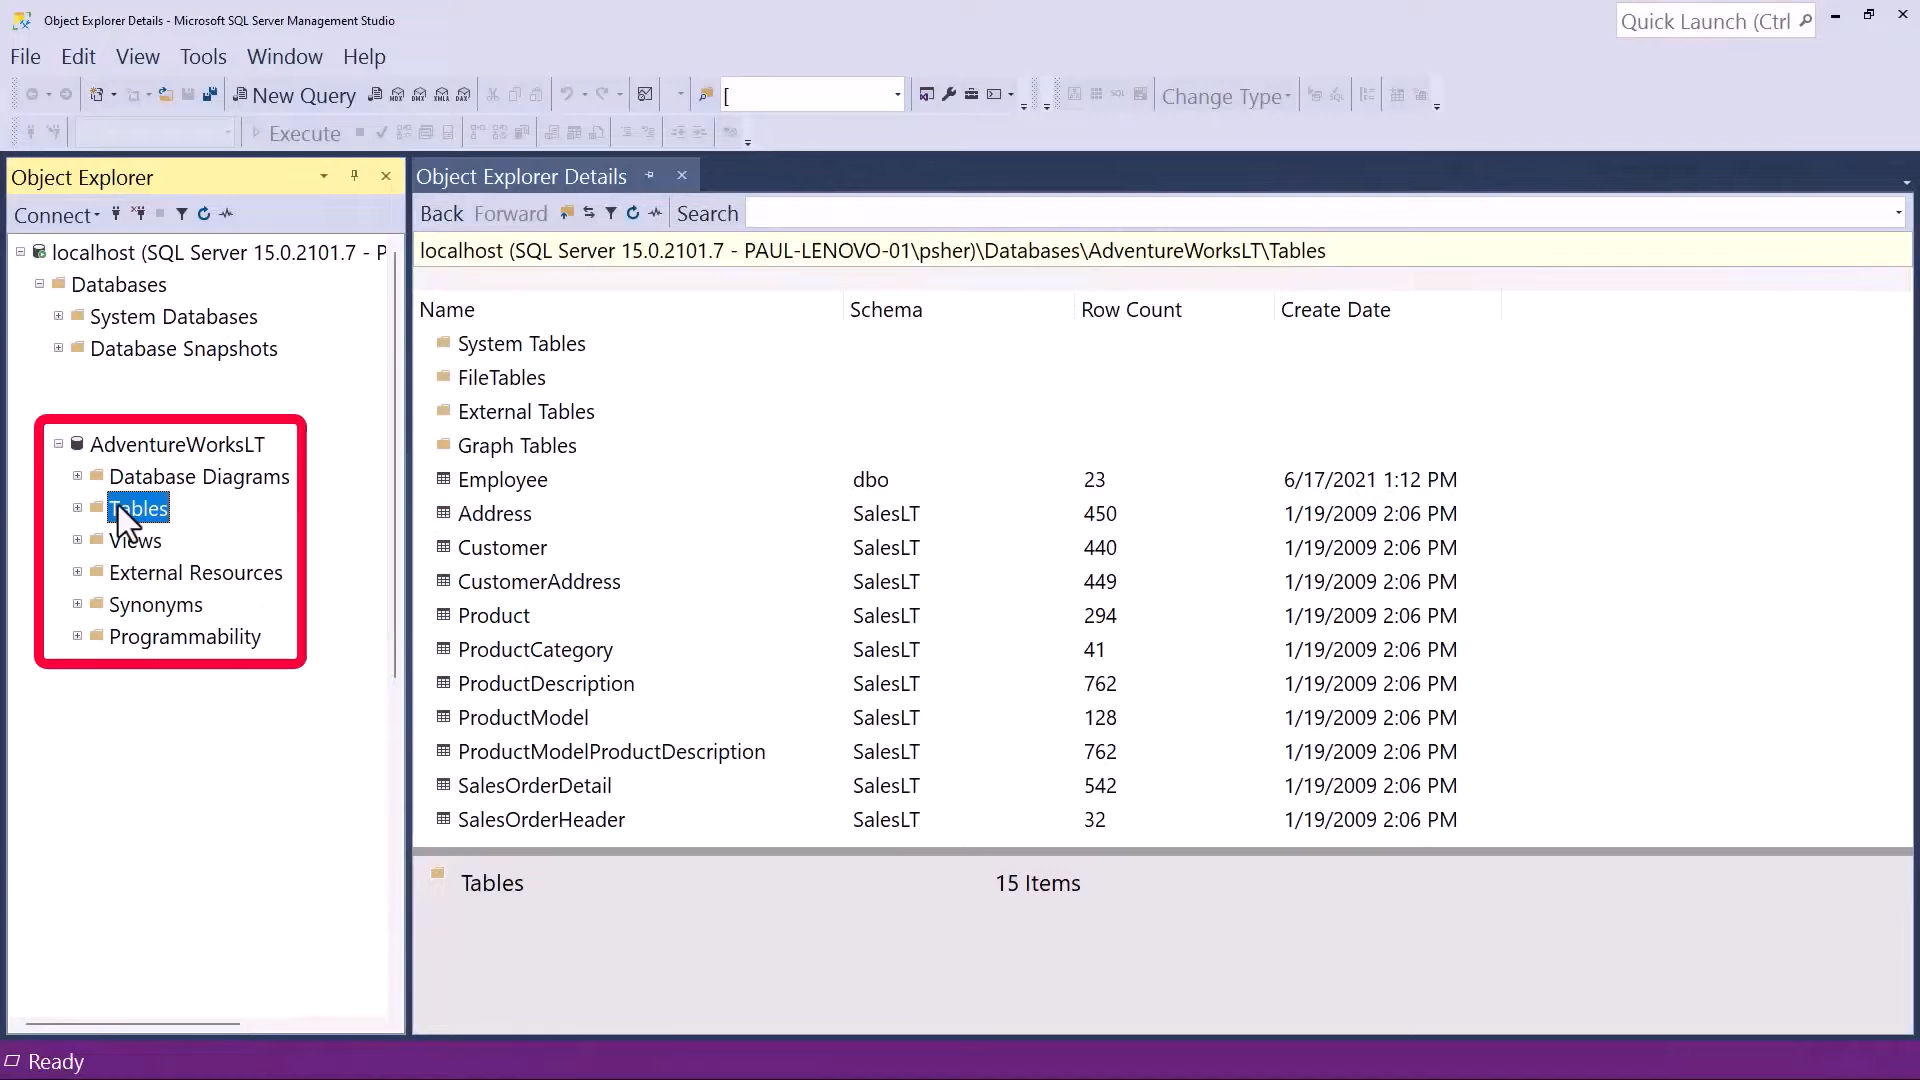 Object Explorer Details - Microsoft SQL Server Management Studio
Quick Launch (Ctrl
File Edit View Tools Window Help
New Query MDX DMX XMLA DAX [ SQL Change Type
Execute
Object Explorer
Object Explorer Details
Connect
Back Forward Search
localhost (SQL Server 15.0.2101.7 - P
localhost (SQL Server 15.0.2101.7 - PAUL-LENOVO-01\psher)\Databases\AdventureWorksLT\Tables
Databases
System Databases
Database Snapshots
AdventureWorksLT
Database Diagrams
Tables
Views
External Resources
Synonyms
Programmability
Name Schema Row Count Create Date
System Tables
FileTables
External Tables
Graph Tables
Employee dbo 23 6/17/2021 1:12 PM
Address SalesLT 450 1/19/2009 2:06 PM
Customer SalesLT 440 1/19/2009 2:06 PM
CustomerAddress SalesLT 449 1/19/2009 2:06 PM
Product SalesLT 294 1/19/2009 2:06 PM
ProductCategory SalesLT 41 1/19/2009 2:06 PM
ProductDescription SalesLT 762 1/19/2009 2:06 PM
ProductModel SalesLT 128 1/19/2009 2:06 PM
ProductModelProductDescription SalesLT 762 1/19/2009 2:06 PM
SalesOrderDetail SalesLT 542 1/19/2009 2:06 PM
SalesOrderHeader SalesLT 32 1/19/2009 2:06 PM
Tables 15 Items
Ready